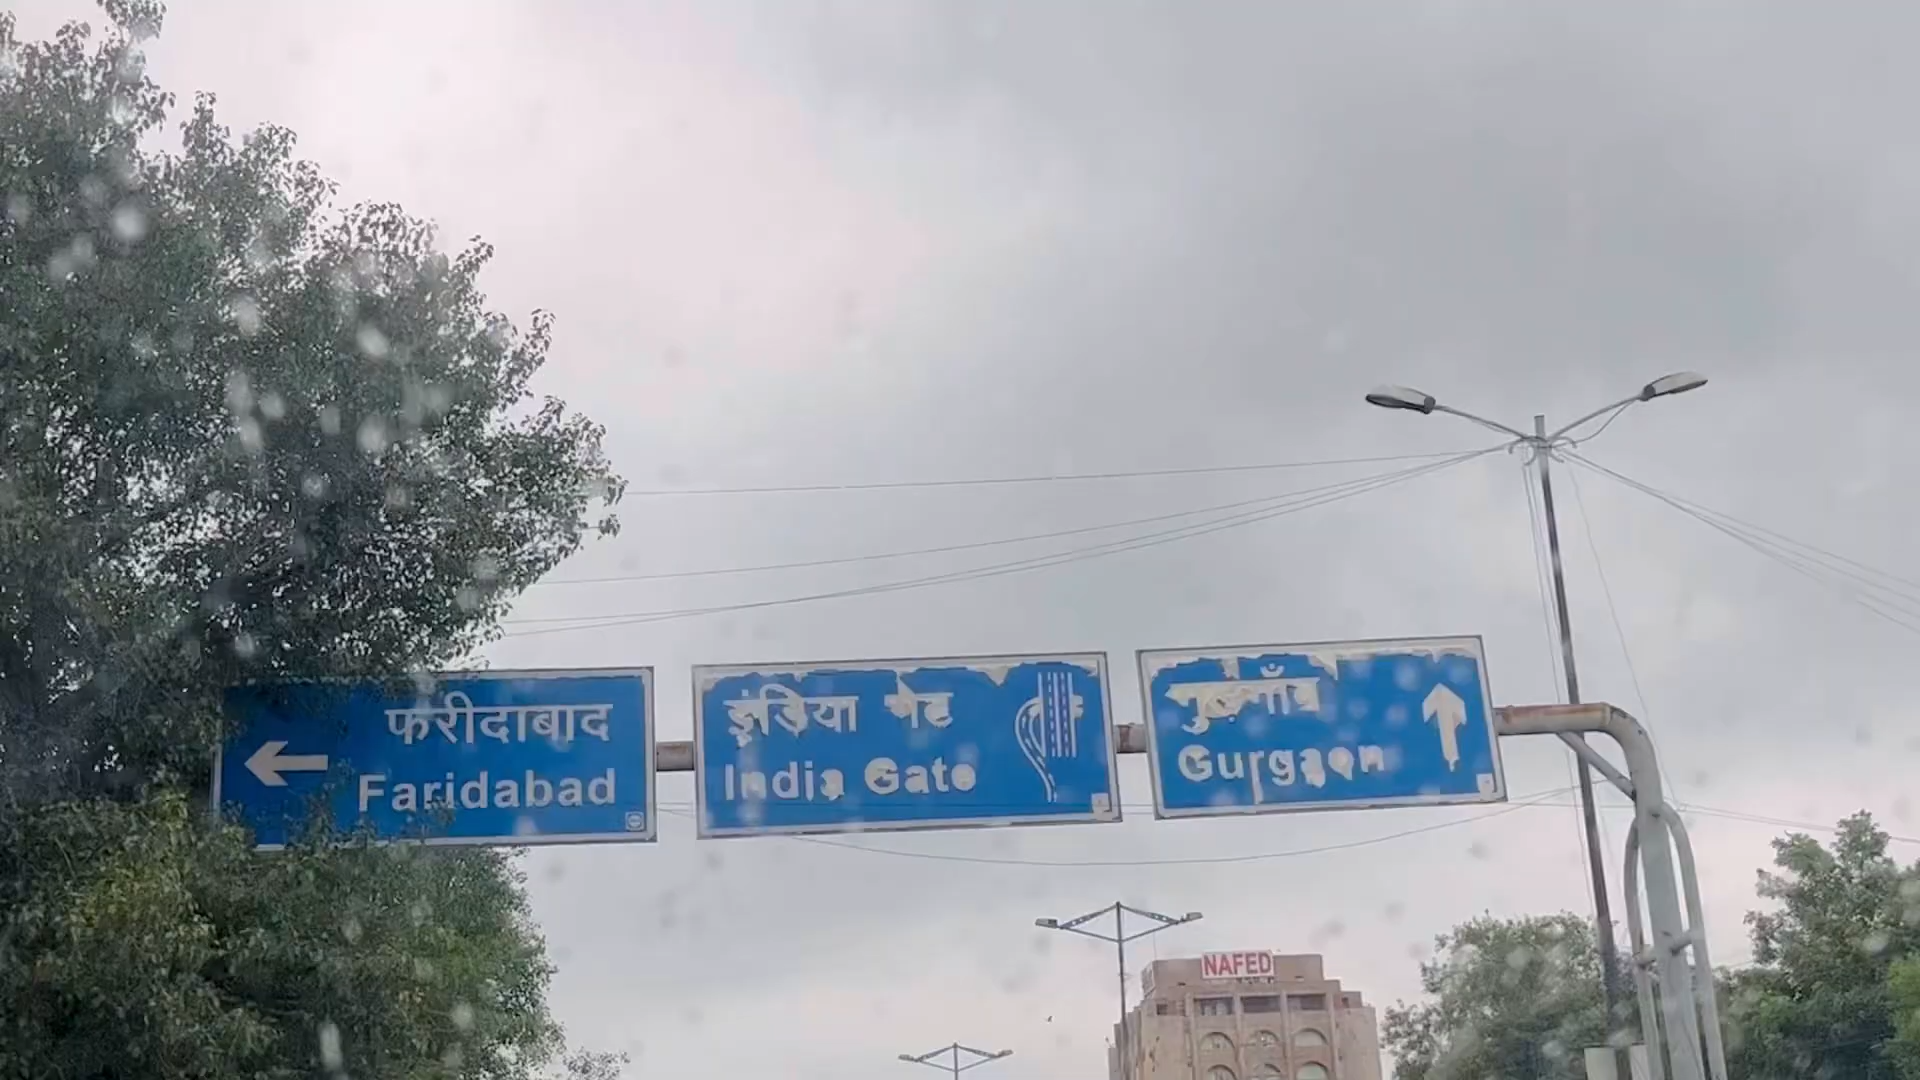 फरीदाबाद
Faridabad
इंडिया गेट
India Gate
गुड़गाँव
Gurgaon
NAFED